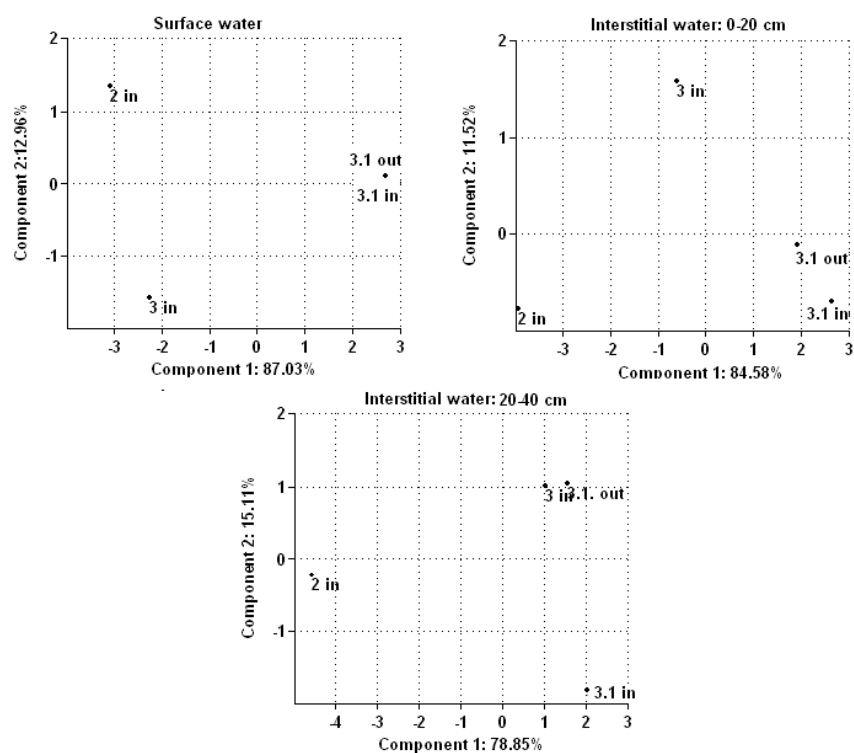 Surface water
2
1
0
-1
Component 2:12.96%
2 in
3 in
3.1 out
3.1 in
-3 -2 -1 0 1 2 3
Component 1: 87.03%
Interstitial water: 0-20 cm
2
1
0
Component 2: 11.52%
3 in
3.1 out
2 in
3.1 in
-3 -2 -1 0 1 2 3
Component 1: 84.58%
Interstitial water: 20-40 cm
2
1
0
-1
Component 2: 15.11%
3 in
3.1. out
2 in
3.1 in
-4 -3 -2 -1 0 1 2 3
Component 1: 78.85%